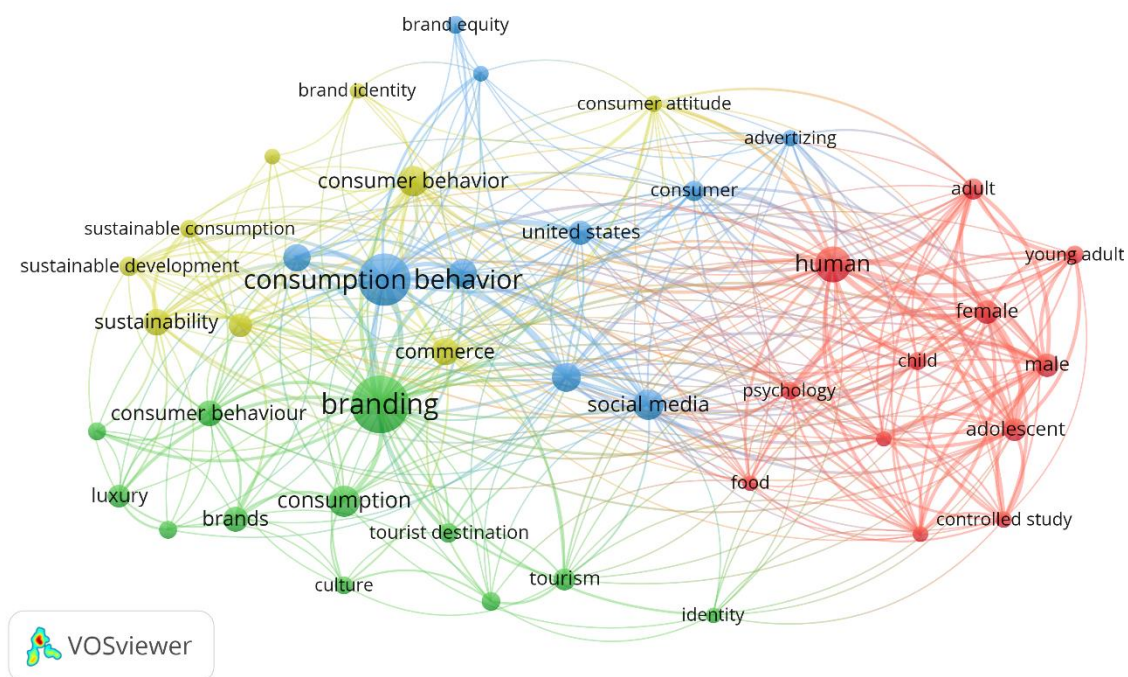 brand equity
brand identity
consumer attitude
advertizing
consumer behavior
consumer
adult
sustainable consumption
united states
young adult
sustainable development
consumption behavior
human
sustainability
female
commerce
child
male
branding
psychology
social media
consumer behaviour
adolescent
luxury
consumption
food
brands
controlled study
tourist destination
culture
tourism
identity
VOSviewer